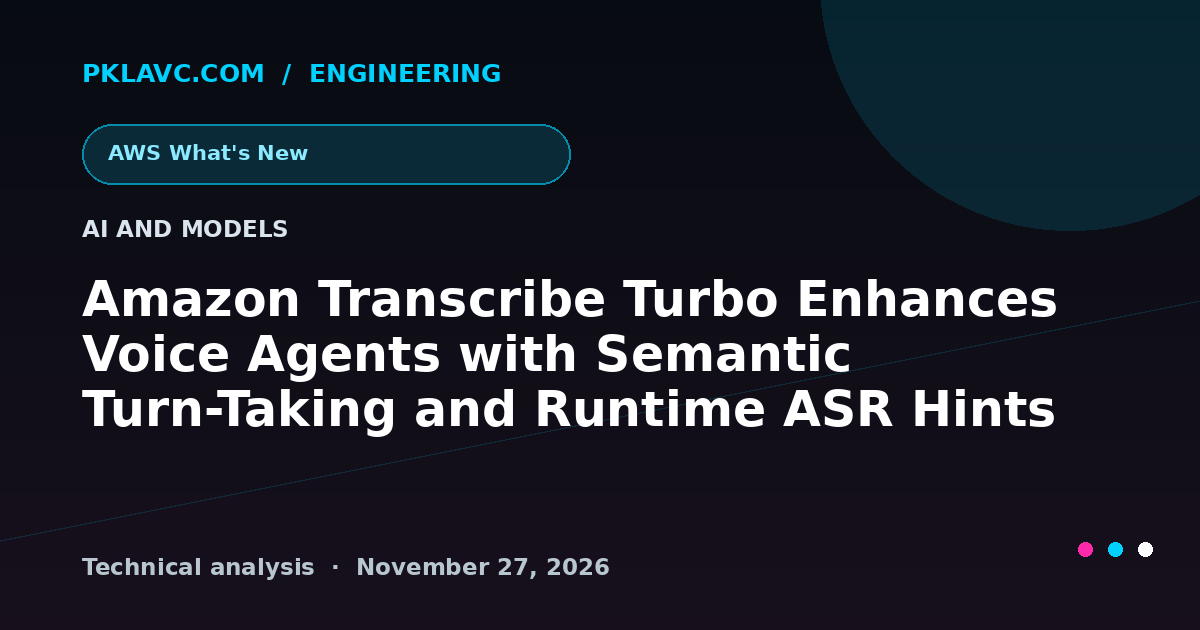 PKLAVC.COM / ENGINEERING
AWS What's New
AI AND MODELS
Amazon Transcribe Turbo Enhances
Voice Agents with Semantic
Turn-Taking and Runtime ASR Hints
Technical analysis · November 27, 2026